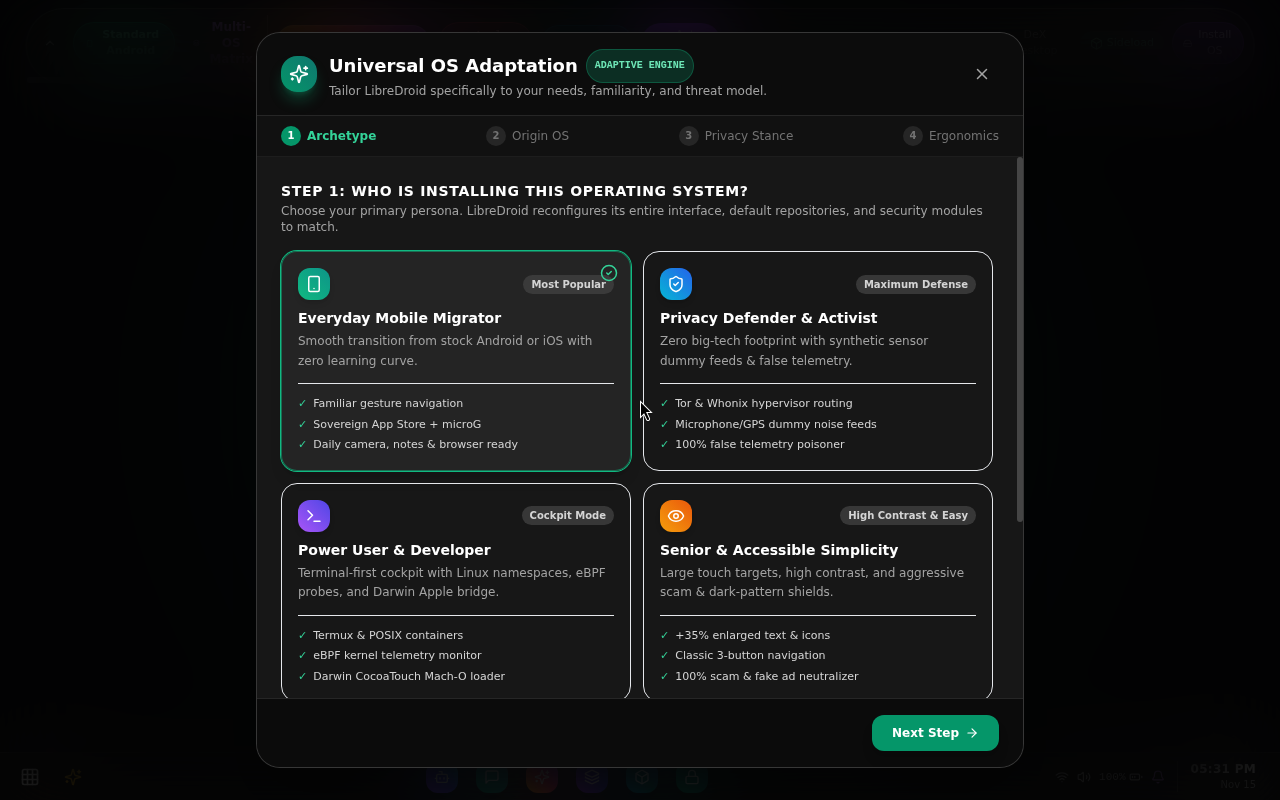 Standard
Multi-
OS
Install
Universal OS Adaptation
ADAPTIVE ENGINE
Tailor LibreDroid specifically to your needs, familiarity, and threat model.
1 Archetype
2 Origin OS
3 Privacy Stance
4 Ergonomics
STEP 1: WHO IS INSTALLING THIS OPERATING SYSTEM?
Choose your primary persona. LibreDroid reconfigures its entire interface, default repositories, and security modules
to match.
Most Popular
Everyday Mobile Migrator
Smooth transition from stock Android or iOS with
zero learning curve.
✓ Familiar gesture navigation
✓ Sovereign App Store + microG
✓ Daily camera, notes & browser ready
Maximum Defense
Privacy Defender & Activist
Zero big-tech footprint with synthetic sensor
dummy feeds & false telemetry.
✓ Tor & Whonix hypervisor routing
✓ Microphone/GPS dummy noise feeds
✓ 100% false telemetry poisoner
Cockpit Mode
Power User & Developer
Terminal-first cockpit with Linux namespaces, eBPF
probes, and Darwin Apple bridge.
✓ Termux & POSIX containers
✓ eBPF kernel telemetry monitor
✓ Darwin CocoaTouch Mach-O loader
High Contrast & Easy
Senior & Accessible Simplicity
Large touch targets, high contrast, and aggressive
scam & dark-pattern shields.
✓ +35% enlarged text & icons
✓ Classic 3-button navigation
✓ 100% scam & fake ad neutralizer
Next Step
100%
05:31 PM
Nov 15